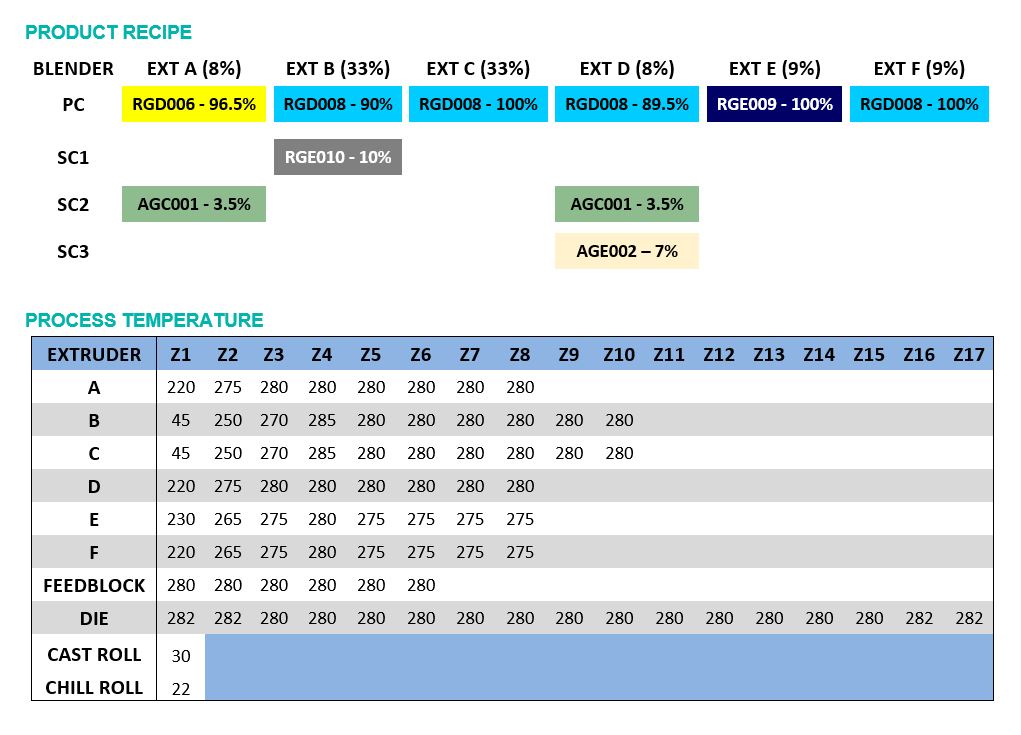 PRODUCT RECIPE
BLENDER EXT A (8%) EXT B (33%) EXT C (33%) EXT D (8%) EXT E (9%) EXT F (9%)
PC RGD006 - 96.5% RGD008 - 90% RGD008 - 100% RGD008 - 89.5% RGE009 - 100% RGD008 - 100%
SC1 RGE010 - 10%
SC2 AGC001 - 3.5% AGC001 - 3.5%
SC3 AGE002 – 7%
PROCESS TEMPERATURE
EXTRUDER Z1 Z2 Z3 Z4 Z5 Z6 Z7 Z8 Z9 Z10 Z11 Z12 Z13 Z14 Z15 Z16 Z17
A 220 275 280 280 280 280 280 280
B 45 250 270 285 280 280 280 280 280 280
C 45 250 270 285 280 280 280 280 280 280
D 220 275 280 280 280 280 280 280
E 230 265 275 280 275 275 275 275
F 220 265 275 280 275 275 275 275
FEEDBLOCK 280 280 280 280 280 280
DIE 282 282 280 280 280 280 280 280 280 280 280 280 280 280 280 282 282
CAST ROLL 30
CHILL ROLL 22